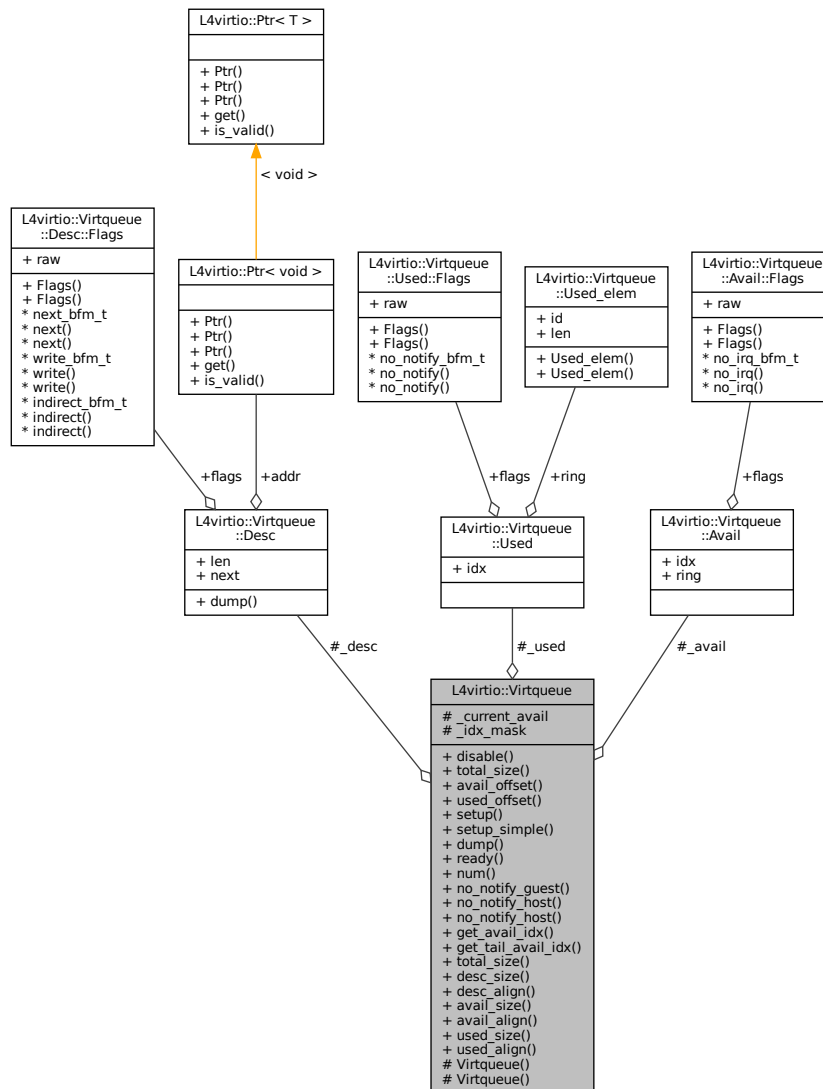 L4virtio::Ptr< T >
+ Ptr()
+ Ptr()
+ Ptr()
+ get()
+ is_valid()
< void >
L4virtio::Virtqueue
::Desc::Flags
+ raw
+ Flags()
+ Flags()
* next_bfm_t
* next()
* next()
* write_bfm_t
* write()
* write()
* indirect_bfm_t
* indirect()
* indirect()
L4virtio::Ptr< void >
+ Ptr()
+ Ptr()
+ Ptr()
+ get()
+ is_valid()
L4virtio::Virtqueue
::Used::Flags
+ raw
+ Flags()
+ Flags()
* no_notify_bfm_t
* no_notify()
* no_notify()
L4virtio::Virtqueue
::Used_elem
+ id
+ len
+ Used_elem()
+ Used_elem()
L4virtio::Virtqueue
::Avail::Flags
+ raw
+ Flags()
+ Flags()
* no_irq_bfm_t
* no_irq()
* no_irq()
+flags
+addr
+flags
+ring
+flags
L4virtio::Virtqueue
::Desc
+ len
+ next
+ dump()
L4virtio::Virtqueue
::Used
+ idx
L4virtio::Virtqueue
::Avail
+ idx
+ ring
#_desc
#_used
#_avail
L4virtio::Virtqueue
# _current_avail
# _idx_mask
+ disable()
+ total_size()
+ avail_offset()
+ used_offset()
+ setup()
+ setup_simple()
+ dump()
+ ready()
+ num()
+ no_notify_guest()
+ no_notify_host()
+ no_notify_host()
+ get_avail_idx()
+ get_tail_avail_idx()
+ total_size()
+ desc_size()
+ desc_align()
+ avail_size()
+ avail_align()
+ used_size()
+ used_align()
# Virtqueue()
# Virtqueue()